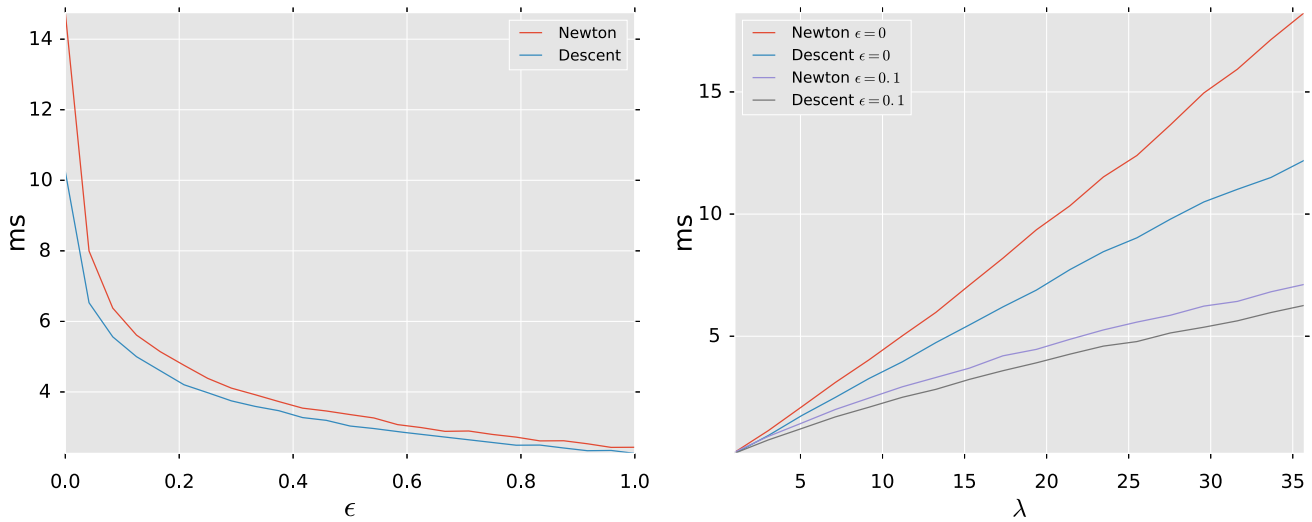 14
12
10
8
6
4
ms
0.0
0.2
0.4
0.6
0.8
1.0
ϵ
Newton
Descent
15
10
5
ms
5
10
15
20
25
30
35
λ
Newton ϵ = 0
Descent ϵ = 0
Newton ϵ = 0.1
Descent ϵ = 0.1